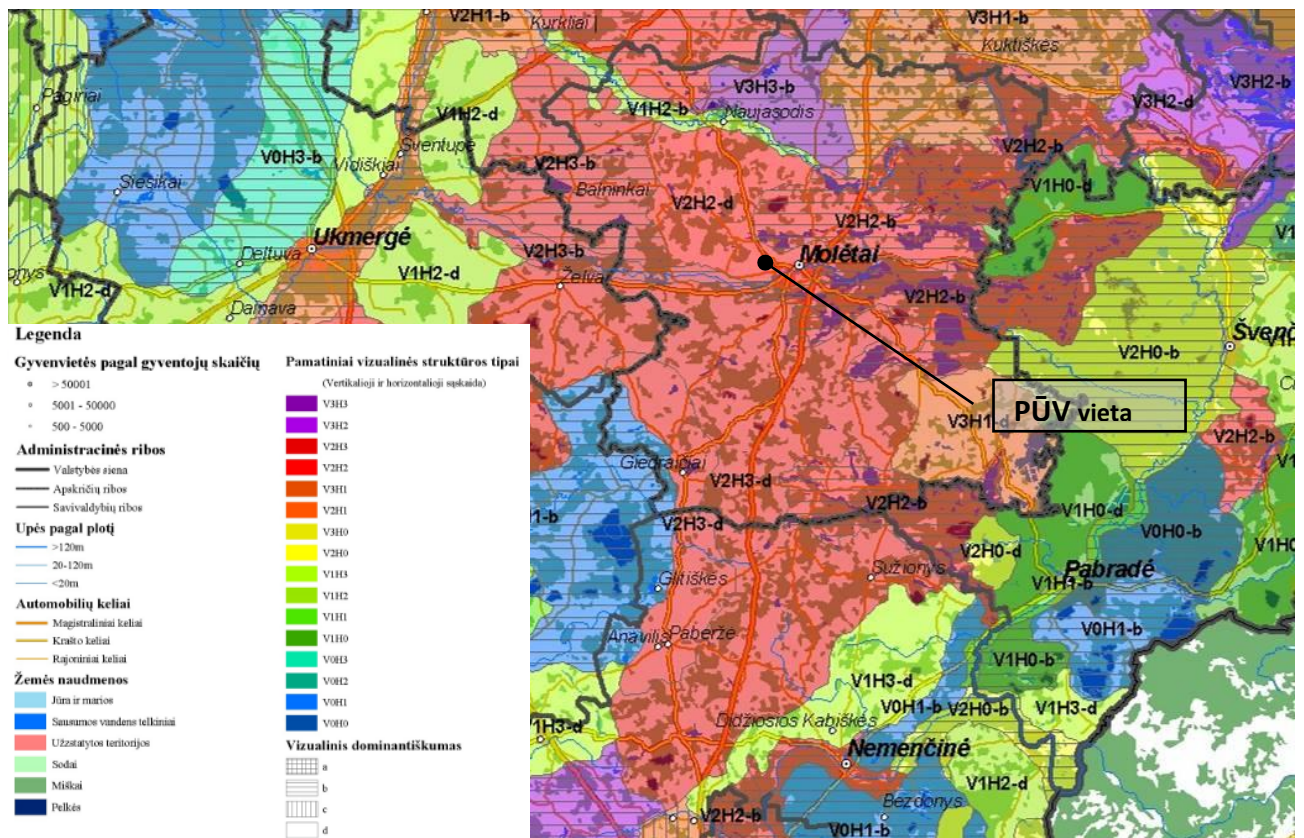 Kurkliai
V2H1-b
V3H1-b
Kuktiškės
V3H3-b
V3H2-b
Pagiriai
V1H2-b
Naujasodis
V3H2-d
V1H2-d
Šventupė
V0H3-b
Vidiškiai
V2H3-b
V2H2-b
Siesikai
Balninkai
V1H0-d
V2H2-d
V2H2-b
Ukmergė
V2H3-b
Molėtai
Deltuva
V1H2-d
V1H2-d
Želva
V2H2-b
Dainava
V2H0-b
PŪV vieta
V3H1-d
V2H2-b
Giedraičiai
V2H3-d
V2H2-b
V1H0-d
V0H0-b
V2H3-d
V2H0-d
Sužionys
Pabradė
V1H1-b
Glitiškės
V0H1-b
Anavilis
Paberžė
V1H0-b
V1H3-d
V0H1-b
V2H0-b
V1H3-d
Didžiosios Kabiškės
V1H3-d
Nemenčinė
V1H2-d
Bezdonys
V2H2-b
V0H1-b
Legenda
Gyvenvietės pagal gyventojų skaičių
> 50001
5001 - 50000
500 - 5000
Administracinės ribos
Valstybės siena
Apskričių ribos
Savivaldybių ribos
Upės pagal plotį
>120m
20-120m
<20m
Automobilių keliai
Magistraliniai keliai
Krašto keliai
Rajoniniai keliai
Žemės naudmenos
Jūra ir marios
Sausumos vandens telkiniai
Užzstatytos teritorijos
Sodai
Miškai
Pelkės
Pamatiniai vizualinės struktūros tipai
(Vertikalioji ir horizontalioji sąskaida)
V3H3
V3H2
V2H3
V2H2
V3H1
V2H1
V3H0
V2H0
V1H3
V1H2
V1H1
V1H0
V0H3
V0H2
V0H1
V0H0
Vizualinis dominantiškumas
a
b
c
d